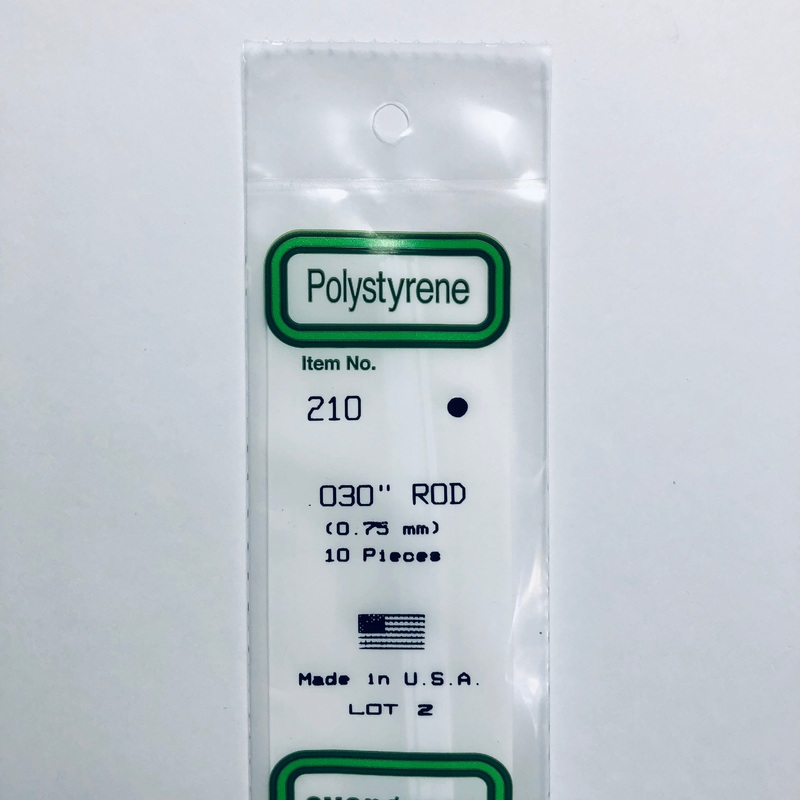 Polystyrene
Item No.
210
.030" ROD
(0.75 mm)
10 Pieces
Made in U.S.A.
LOT 2